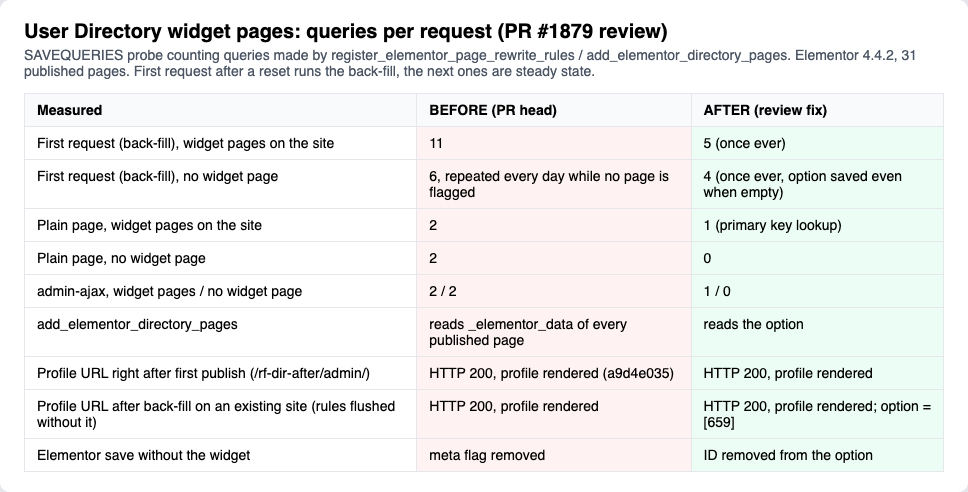 User Directory widget pages: queries per request (PR #1879 review)
SAVEQUERIES probe counting queries made by register_elementor_page_rewrite_rules / add_elementor_directory_pages. Elementor 4.4.2, 31
published pages. First request after a reset runs the back-fill, the next ones are steady state.
Measured BEFORE (PR head) AFTER (review fix)
First request (back-fill), widget pages on the site 11 5 (once ever)
First request (back-fill), no widget page 6, repeated every day while no page is 4 (once ever, option saved even
flagged when empty)
Plain page, widget pages on the site 2 1 (primary key lookup)
Plain page, no widget page 2 0
admin-ajax, widget pages / no widget page 2 / 2 1 / 0
add_elementor_directory_pages reads _elementor_data of every reads the option
published page
Profile URL right after first publish (/rf-dir-after/admin/) HTTP 200, profile rendered (a9d4e035) HTTP 200, profile rendered
Profile URL after back-fill on an existing site (rules flushed HTTP 200, profile rendered HTTP 200, profile rendered; option =
without it) [659]
Elementor save without the widget meta flag removed ID removed from the option